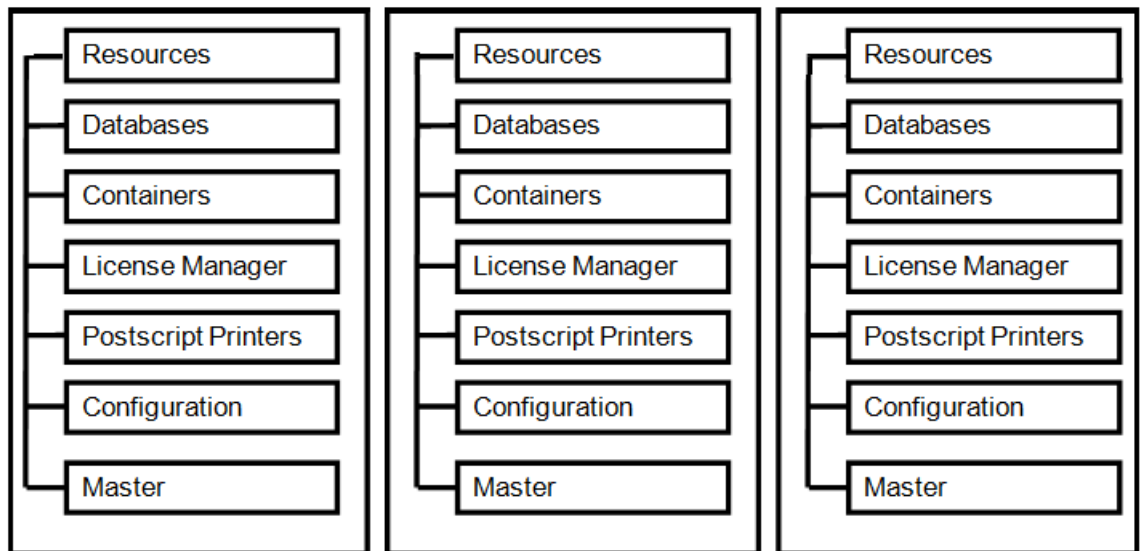 Resources
Databases
Containers
License Manager
Postscript Printers
Configuration
Master
Resources
Databases
Containers
License Manager
Postscript Printers
Configuration
Master
Resources
Databases
Containers
License Manager
Postscript Printers
Configuration
Master